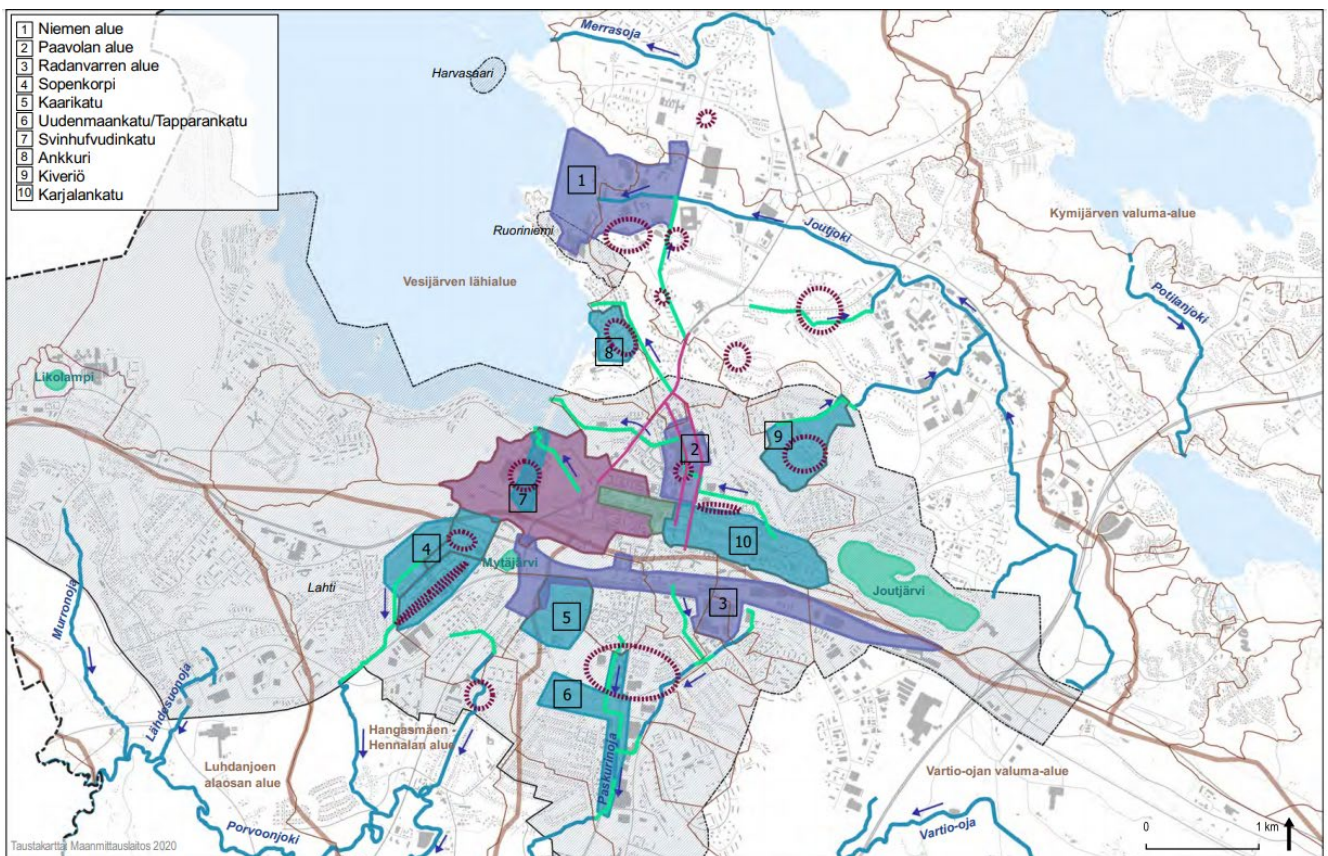 1 Niemen alue
2 Paavolan alue
3 Radanvarren alue
4 Sopenkorpi
5 Kaarikatu
6 Uudenmaankatu/Tapparankatu
7 Svinhufvudinkatu
8 Ankkuri
9 Kiveriö
10 Karjalankatu
Merrasoja
Harvasaari
1
Ruoriniemi
Joutjoki
Kymijärven valuma-alue
Vesijärven lähialue
Potilanjoki
8
Likolampi
9
2
7
10
4
Mytäjärvi
Lahti
Joutjärvi
3
5
Murronoja
6
Lähdesuonoja
Hangasmäen
Hennalan alue
Luhdanjoen
alaosan alue
Paskurinoja
Vartio-ojan valuma-alue
Porvoonjoki
Vartio-oja
0 1 km
Taustakartta Maanmittauslaitos 2020